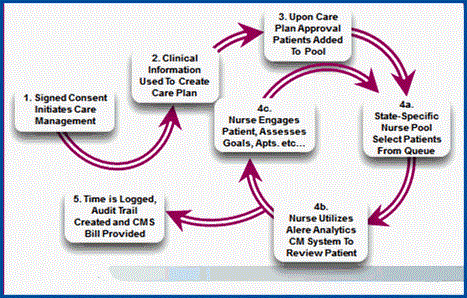 1. Signed Consent
Initiates Care
Management
2. Clinical
Information
Used To Create
Care Plan
3. Upon Care
Plan Approval
Patients Added
To Pool
4a.
State-Specific
Nurse Pool
Select Patients
From Queue
4b.
Nurse Utilizes
Alere Analytics
CM System To
Review Patient
4c.
Nurse Engages
Patient, Assesses
Goals, Apts. etc...
5. Time is Logged,
Audit Trail
Created and CMS
Bill Provided